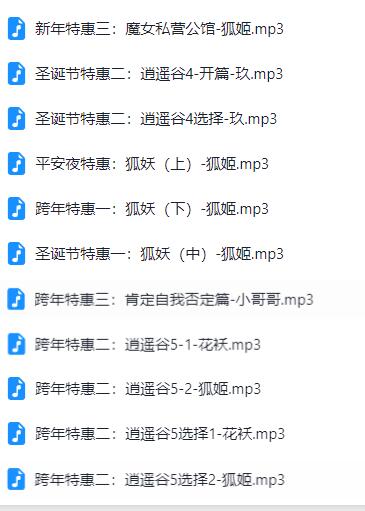 新年特惠三：魔女私营公馆-狐姬.mp3
圣诞节特惠二：逍遥谷4-开篇-玖.mp3
圣诞节特惠二：逍遥谷4选择-玖.mp3
平安夜特惠：狐妖（上）-狐姬.mp3
跨年特惠一：狐妖（下）-狐姬.mp3
圣诞节特惠一：狐妖（中）-狐姬.mp3
跨年特惠三：肯定自我否定篇-小哥哥.mp3
跨年特惠二：逍遥谷5-1-花袄.mp3
跨年特惠二：逍遥谷5-2-狐姬.mp3
跨年特惠二：逍遥谷5选择1-花袄.mp3
跨年特惠二：逍遥谷5选择2-狐姬.mp3